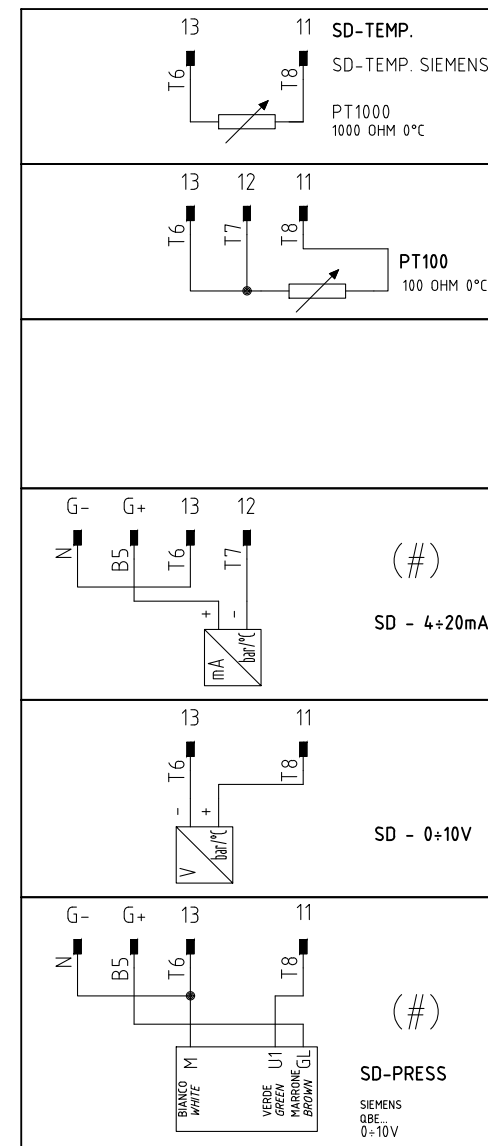 13 11 SD-TEMP.
T6 T8 SD-TEMP. SIEMENS
PT1000
1000 OHM 0°C
13 12 11
T6 T7 T8
PT100
100 OHM 0°C
G- G+ 13 12
N B5 T6 T7
(#)
+ -
SD - 4÷20mA
mA bar/°C
13 11
T6 T8
- +
SD - 0÷10V
V bar/°C
G- G+ 13 11
N B5 T6 T8
(#)
M U1 GL
BIANCO
WHITE
VERDE
GREEN
MARRONE
BROWN
SD-PRESS
SIEMENS
QBE...
0÷10V